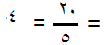 ٤ = ٢٠ / ٥ =